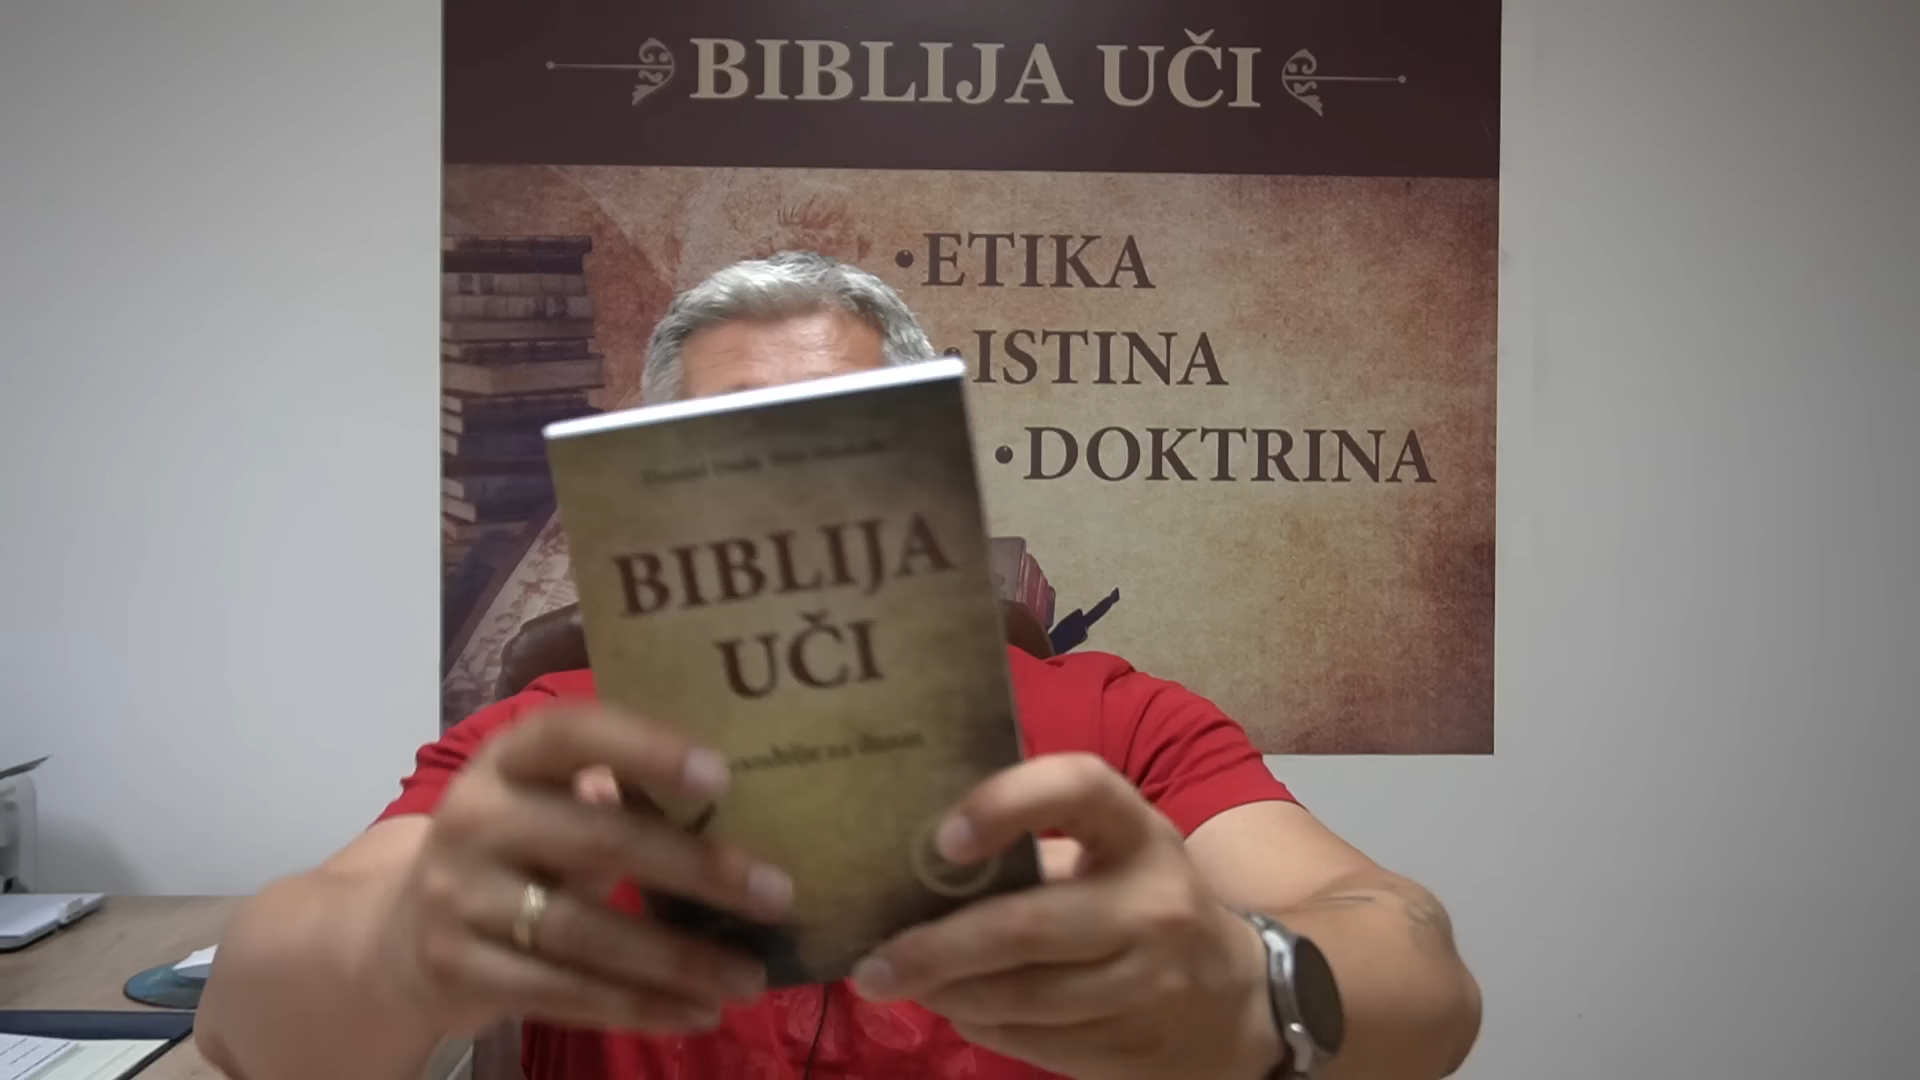 BIBLIJA UČI
•ETIKA
•ISTINA
•DOKTRINA
BIBLIJA
UČI